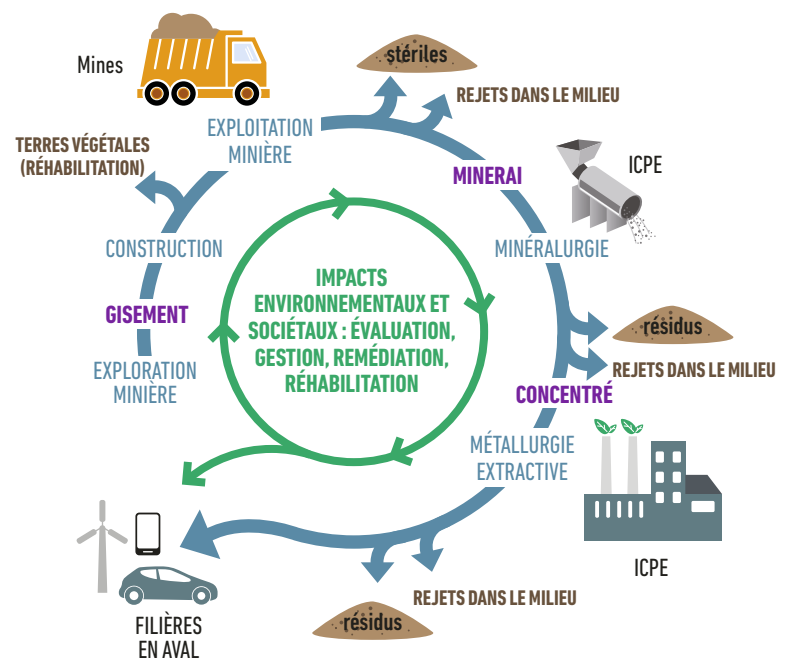 Mines
stériles
REJETS DANS LE MILIEU
EXPLOITATION
MINIÈRE
TERRES VÉGÉTALES
(RÉHABILITATION)
MINERAI
ICPE
CONSTRUCTION
MINÉRALURGIE
IMPACTS
ENVIRONNEMENTAUX ET
SOCIÉTAUX : ÉVALUATION,
GESTION, REMÉDIATION,
RÉHABILITATION
GISEMENT
résidus
EXPLORATION
MINIÈRE
REJETS DANS LE MILIEU
CONCENTRÉ
MÉTALLURGIE
EXTRACTIVE
ICPE
REJETS DANS LE MILIEU
résidus
FILIÈRES
EN AVAL